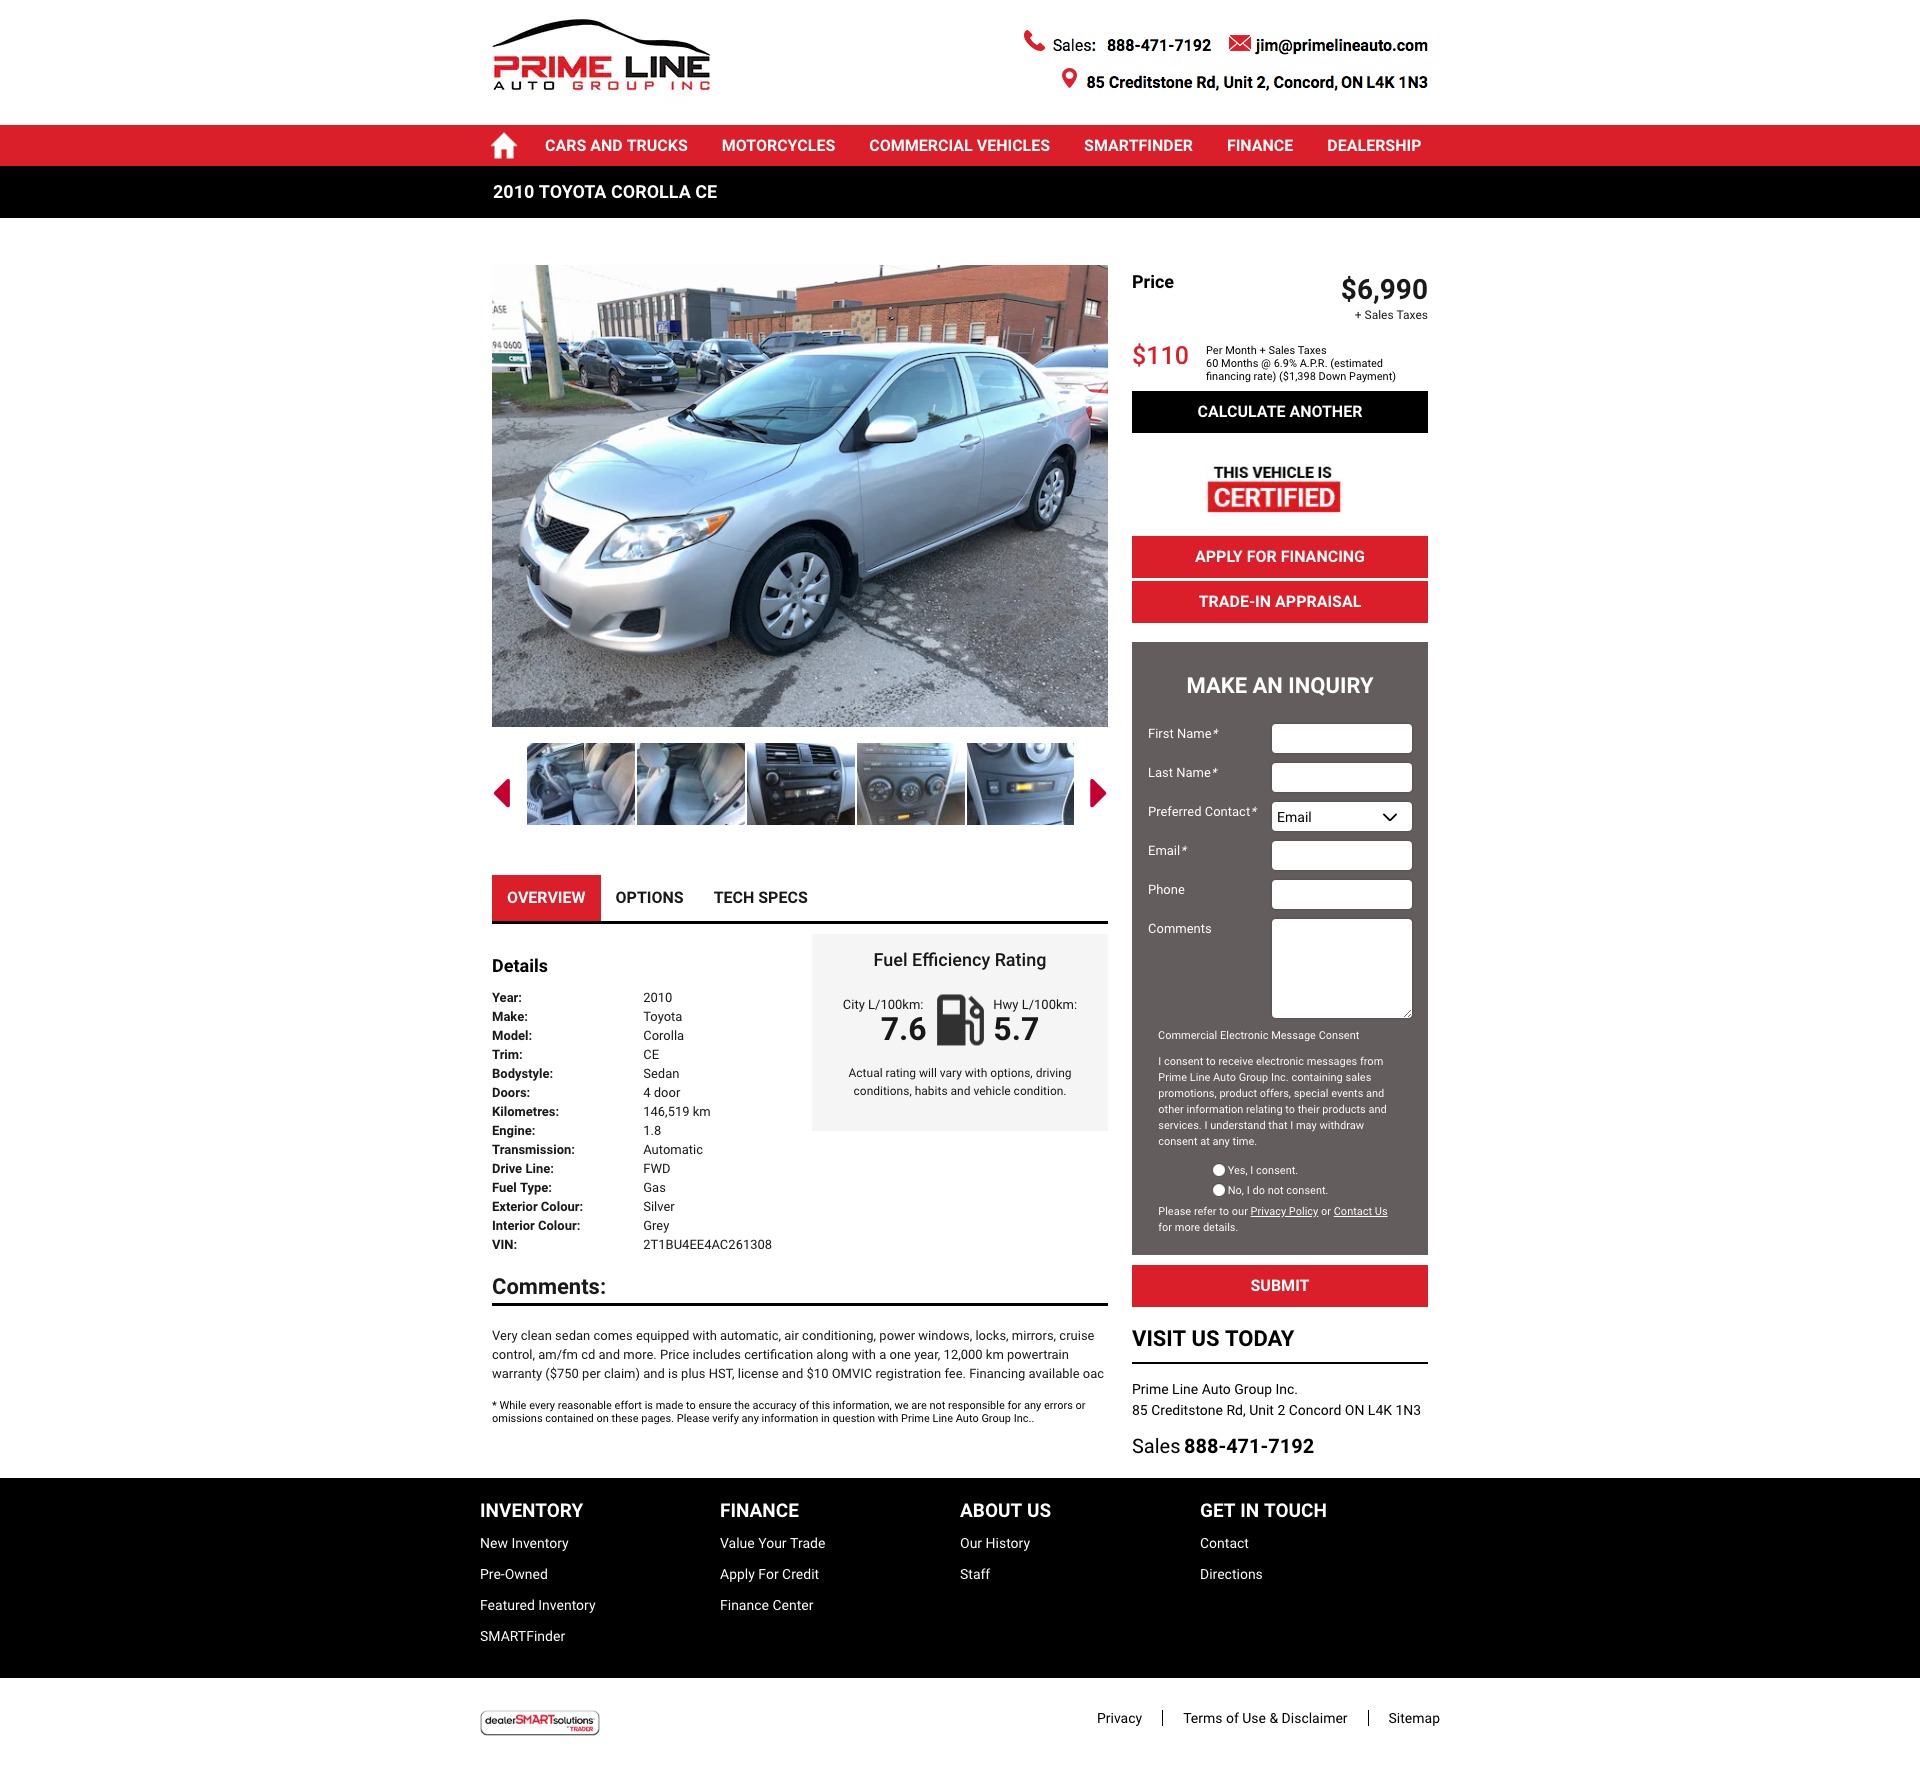 PRIME LINE
AUTO GROUP INC
Sales: 888-471-7192 jim@primelineauto.com
85 Creditstone Rd, Unit 2, Concord, ON L4K 1N3
CARS AND TRUCKS MOTORCYCLES COMMERCIAL VEHICLES SMARTFINDER FINANCE DEALERSHIP
2010 TOYOTA COROLLA CE
94 0600
CBRE
Price
$6,990
+ Sales Taxes
$110
Per Month + Sales Taxes
60 Months @ 6.9% A.P.R. (estimated
financing rate) ($1,398 Down Payment)
CALCULATE ANOTHER
THIS VEHICLE IS
CERTIFIED
APPLY FOR FINANCING
TRADE-IN APPRAISAL
MAKE AN INQUIRY
First Name*
Last Name*
Preferred Contact* Email
Email*
Phone
Comments
Commercial Electronic Message Consent
I consent to receive electronic messages from
Prime Line Auto Group Inc. containing sales
promotions, product offers, special events and
other information relating to their products and
services. I understand that I may withdraw
consent at any time.
Yes, I consent.
No, I do not consent.
Please refer to our Privacy Policy or Contact Us
for more details.
SUBMIT
VISIT US TODAY
Prime Line Auto Group Inc.
85 Creditstone Rd, Unit 2 Concord ON L4K 1N3
Sales 888-471-7192
OVERVIEW OPTIONS TECH SPECS
Details
Year: 2010
Make: Toyota
Model: Corolla
Trim: CE
Bodystyle: Sedan
Doors: 4 door
Kilometres: 146,519 km
Engine: 1.8
Transmission: Automatic
Drive Line: FWD
Fuel Type: Gas
Exterior Colour: Silver
Interior Colour: Grey
VIN: 2T1BU4EE4AC261308
Fuel Efficiency Rating
City L/100km: Hwy L/100km:
7.6 5.7
Actual rating will vary with options, driving
conditions, habits and vehicle condition.
Comments:
Very clean sedan comes equipped with automatic, air conditioning, power windows, locks, mirrors, cruise
control, am/fm cd and more. Price includes certification along with a one year, 12,000 km powertrain
warranty ($750 per claim) and is plus HST, license and $10 OMVIC registration fee. Financing available oac
* While every reasonable effort is made to ensure the accuracy of this information, we are not responsible for any errors or
omissions contained on these pages. Please verify any information in question with Prime Line Auto Group Inc..
INVENTORY FINANCE ABOUT US GET IN TOUCH
New Inventory Value Your Trade Our History Contact
Pre-Owned Apply For Credit Staff Directions
Featured Inventory Finance Center
SMARTFinder
dealerSMARTsolutions
TRADER
Privacy Terms of Use & Disclaimer Sitemap